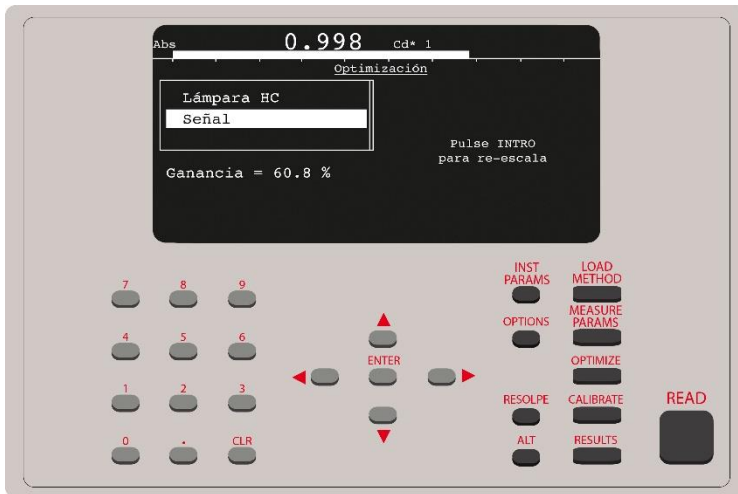 Abs 0.998 Cd* 1
Optimización
Lámpara HC
Señal
Pulse INTRO
para re-escala
Ganancia = 60.8 %
7 8 9
4 5 6
1 2 3
0 . CLR
ENTER
INST
PARAMS
LOAD
METHOD
OPTIONS
MEASURE
PARAMS
OPTIMIZE
RESOLPE
CALIBRATE
ALT
RESULTS
READ